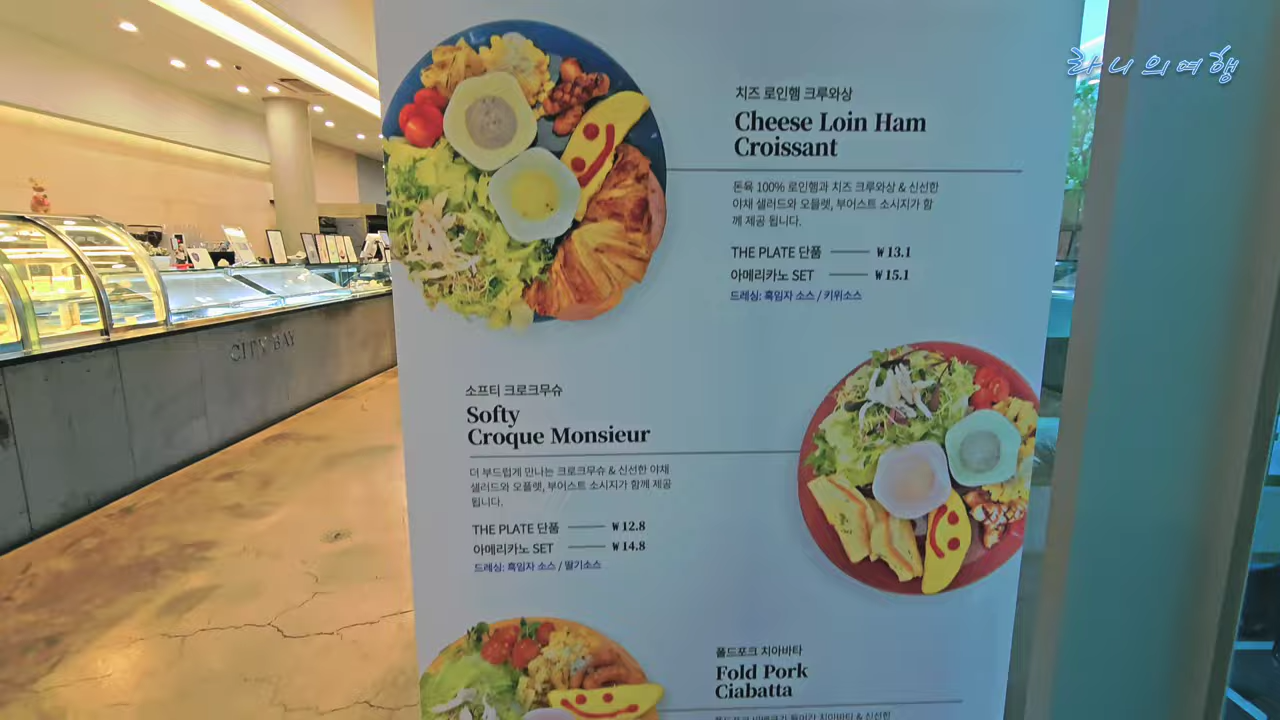 하니의여행
치즈 로인햄 크루와상
Cheese Loin Ham
Croissant
돈육 100% 로인햄과 치즈 크루와상 & 신선한
야채 샐러드와 오믈렛, 부어스트 소시지가 함
께 제공 됩니다.
THE PLATE 단품 ₩ 13.1
아메리카노 SET ₩ 15.1
드레싱: 흑임자 소스 / 키위소스
CITY BAY
소프티 크로크무슈
Softy
Croque Monsieur
더 부드럽게 만나는 크로크무슈 & 신선한 야채
샐러드와 오믈렛, 부어스트 소시지가 함께 제공
됩니다.
THE PLATE 단품 ₩ 12.8
아메리카노 SET ₩ 14.8
드레싱: 흑임자 소스 / 딸기소스
폴드포크 치아바타
Fold Pork
Ciabatta